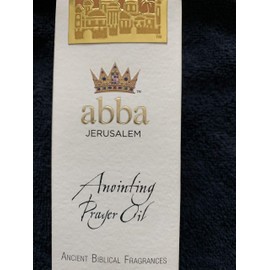 abba
JERUSALEM
Anointing
Prayer Oil
ANCIENT BIBLICAL FRAGRANCES